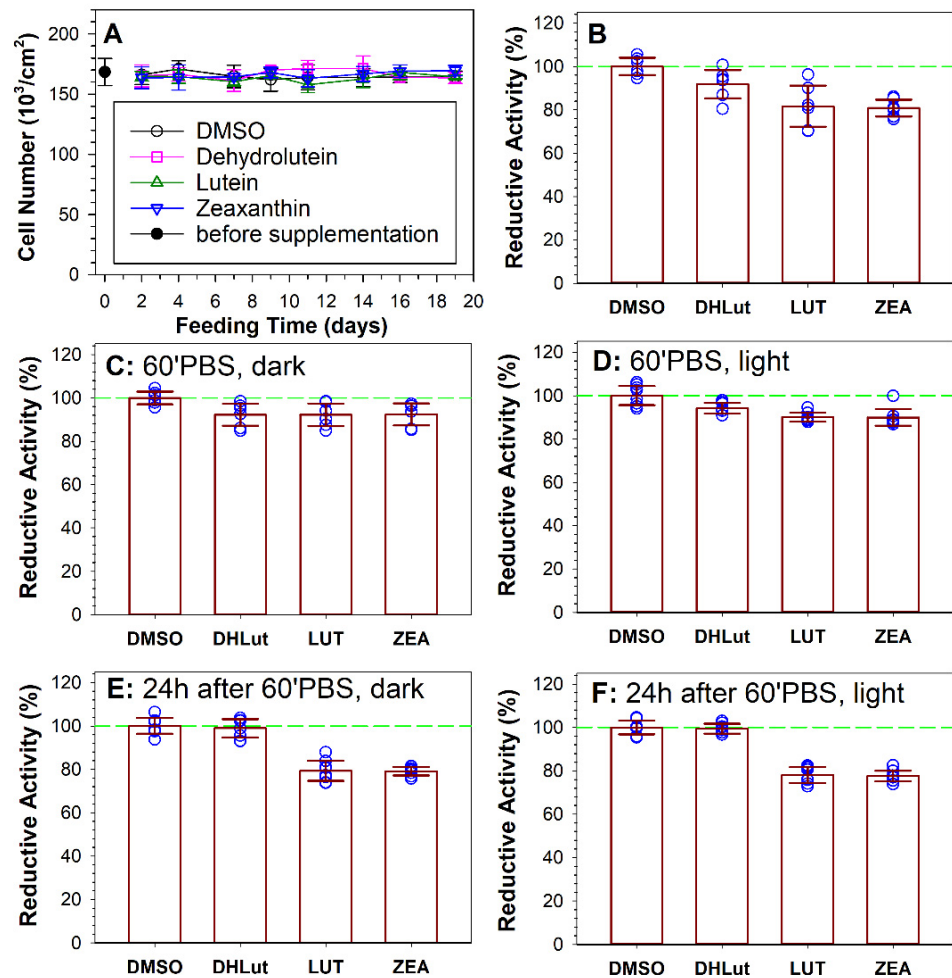 A
Cell Number (10³/cm²)
200
150
100
50
0
DMSO
Dehydrolutein
Lutein
Zeaxanthin
before supplementation
0 2 4 6 8 10 12 14 16 18 20
Feeding Time (days)
B
Reductive Activity (%)
120
100
80
60
40
20
0
DMSO DHLut LUT ZEA
C: 60'PBS, dark
Reductive Activity (%)
120
100
80
60
40
20
0
DMSO DHLut LUT ZEA
D: 60'PBS, light
Reductive Activity (%)
120
100
80
60
40
20
0
DMSO DHLut LUT ZEA
E: 24h after 60'PBS, dark
Reductive Activity (%)
120
100
80
60
40
20
0
DMSO DHLut LUT ZEA
F: 24h after 60'PBS, light
Reductive Activity (%)
120
100
80
60
40
20
0
DMSO DHLut LUT ZEA